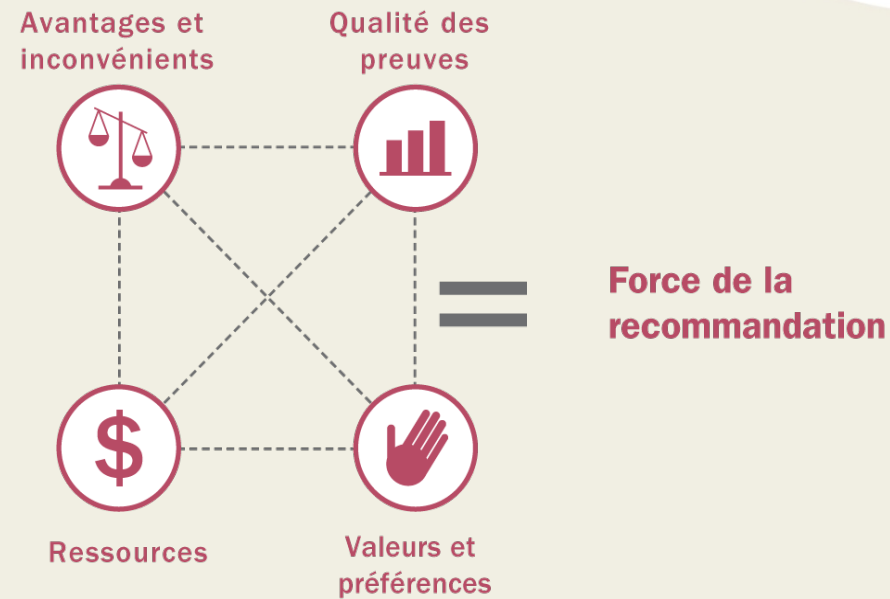 Avantages et
inconvénients
Qualité des
preuves
$
=
Force de la
recommandation
Ressources
Valeurs et
préférences